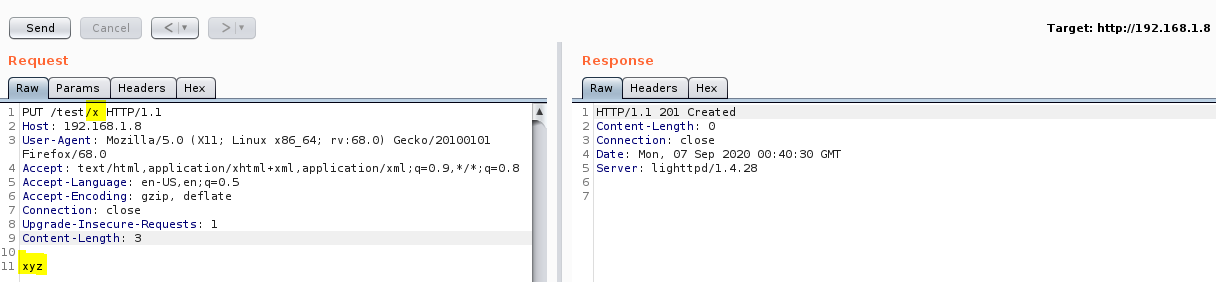 Send Cancel < > Target: http://192.168.1.8
Request
Raw Params Headers Hex
1 PUT /test/x HTTP/1.1
2 Host: 192.168.1.8
3 User-Agent: Mozilla/5.0 (X11; Linux x86_64; rv:68.0) Gecko/20100101
Firefox/68.0
4 Accept: text/html,application/xhtml+xml,application/xml;q=0.9,*/*;q=0.8
5 Accept-Language: en-US,en;q=0.5
6 Accept-Encoding: gzip, deflate
7 Connection: close
8 Upgrade-Insecure-Requests: 1
9 Content-Length: 3
10
11 xyz
Response
Raw Headers Hex
1 HTTP/1.1 201 Created
2 Content-Length: 0
3 Connection: close
4 Date: Mon, 07 Sep 2020 00:40:30 GMT
5 Server: lighttpd/1.4.28
6
7